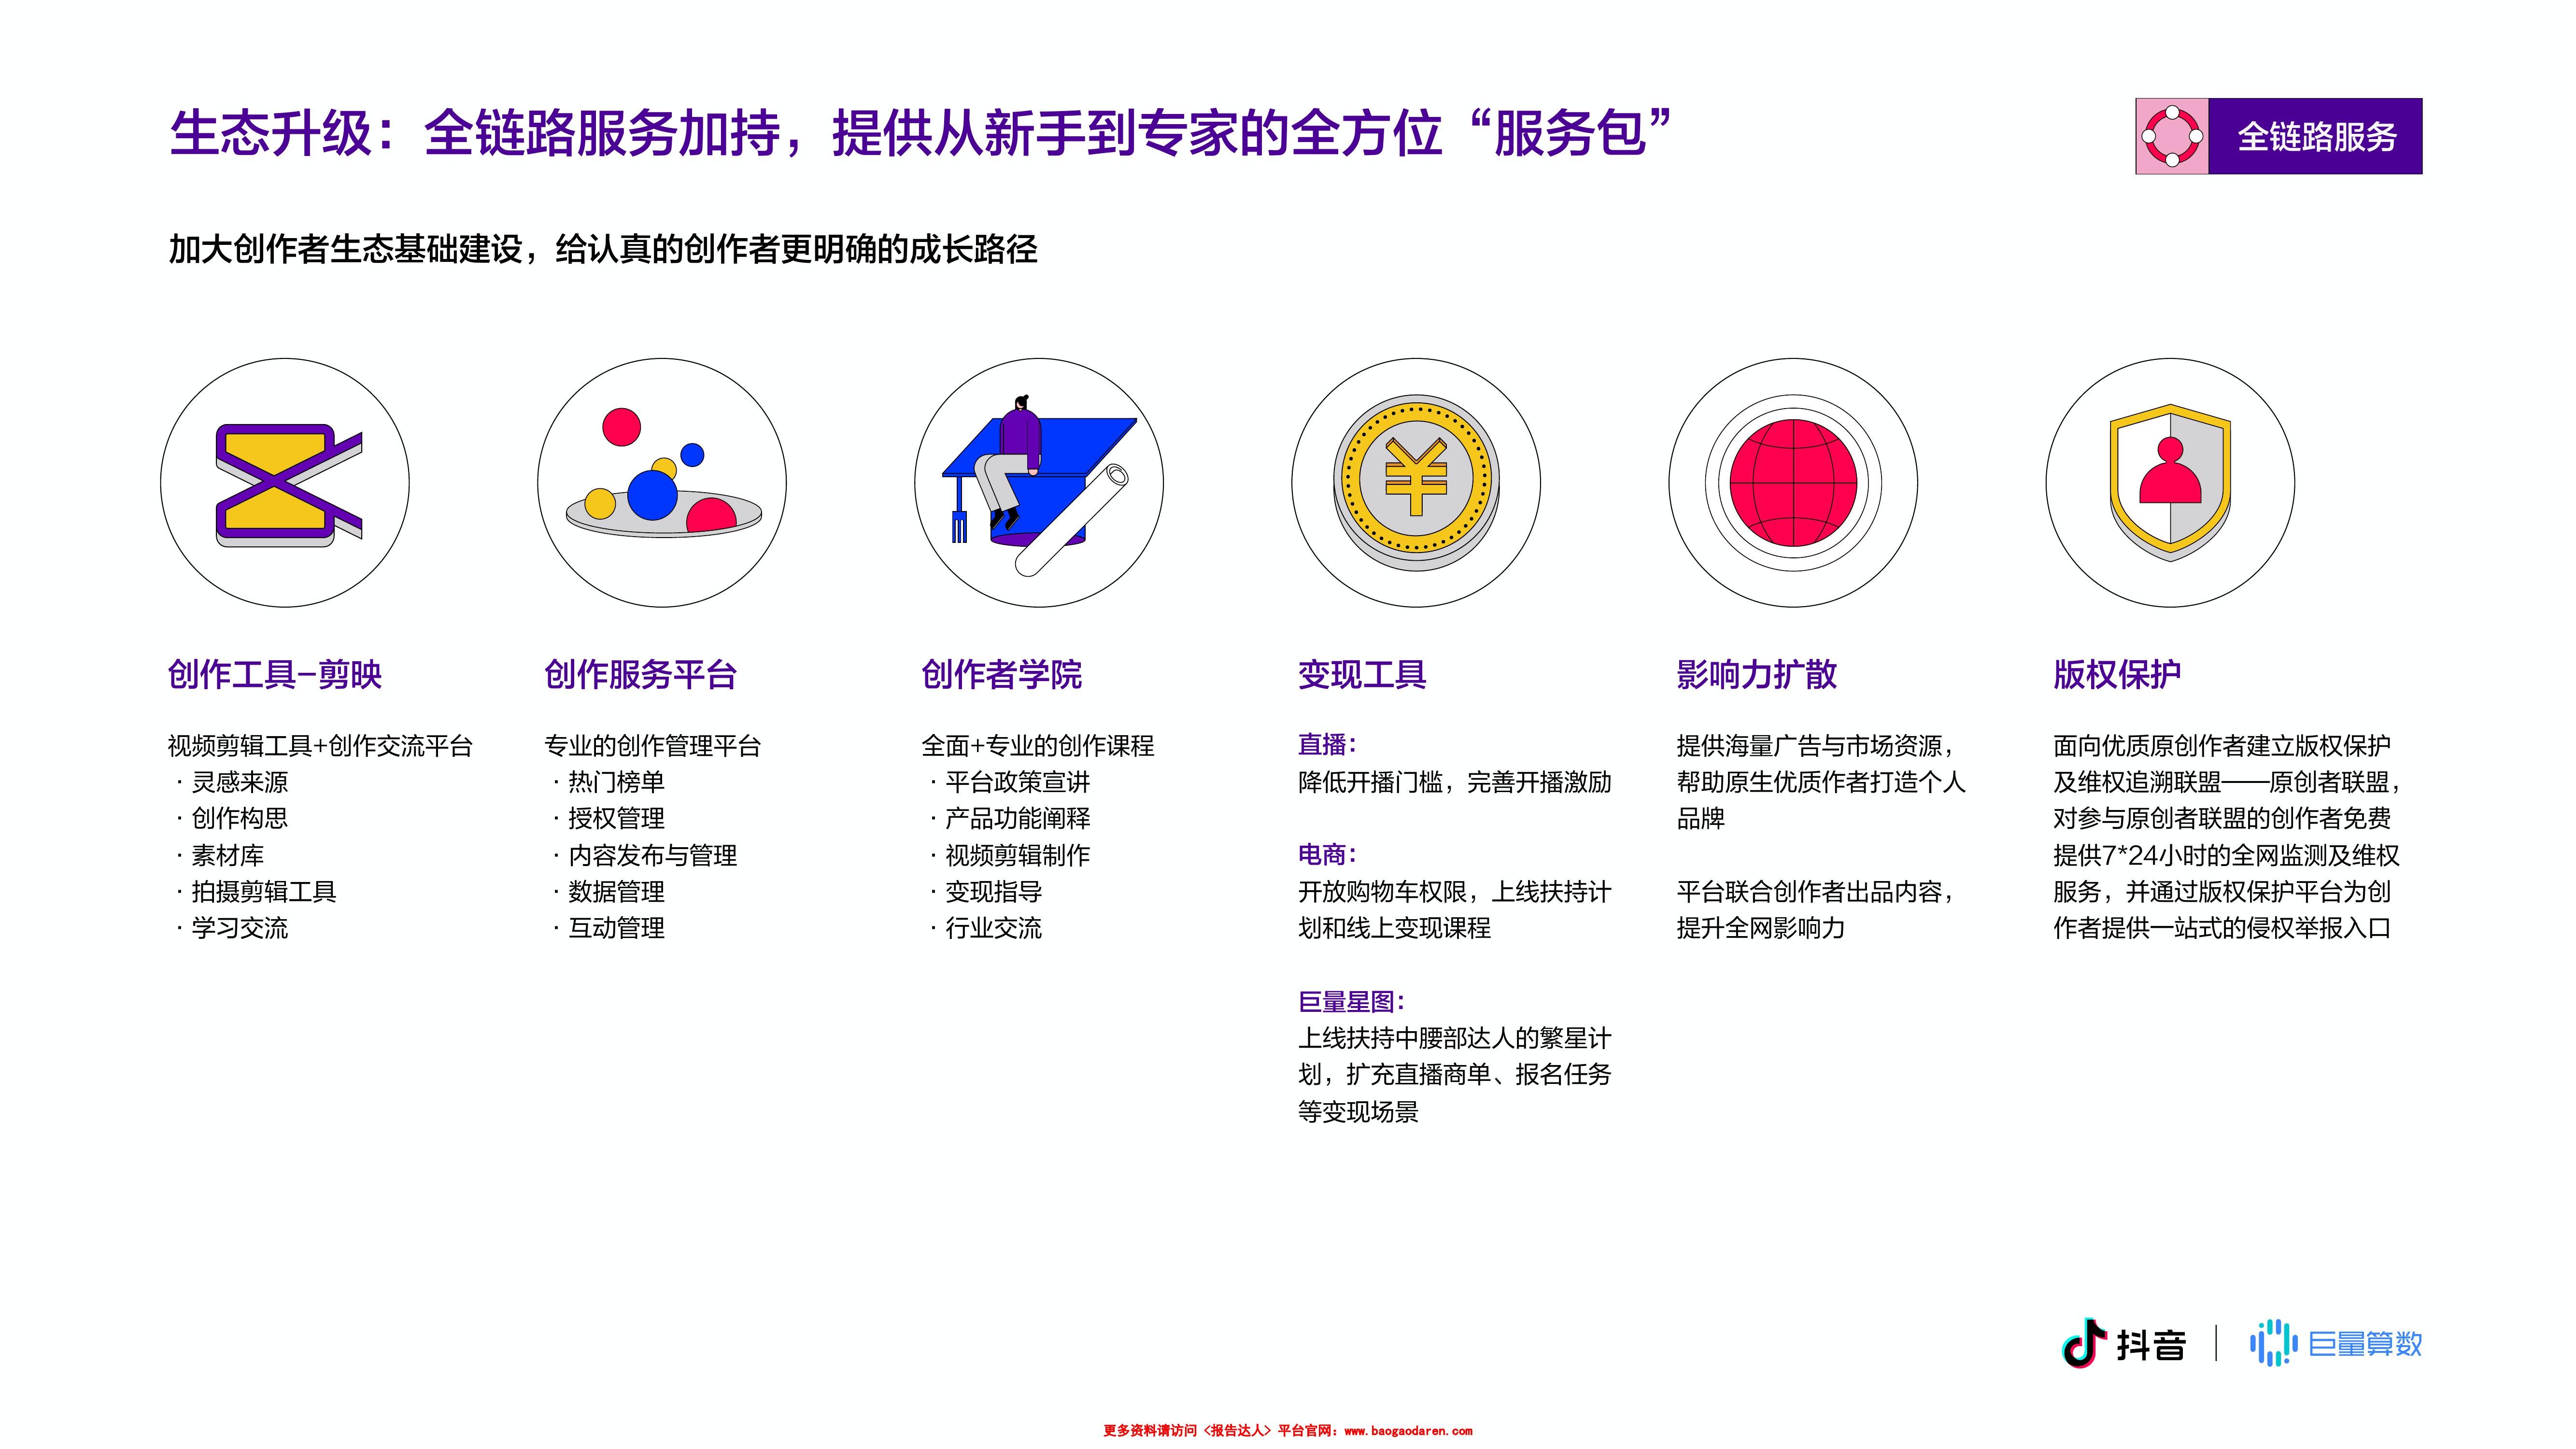 生态升级：全链路服务加持，提供从新手到专家的全方位“服务包”
全链路服务
加大创作者生态基础建设，给认真的创作者更明确的成长路径
创作工具-剪映
视频剪辑工具+创作交流平台
· 灵感来源
· 创作构思
· 素材库
· 拍摄剪辑工具
· 学习交流
创作服务平台
专业的创作管理平台
· 热门榜单
· 授权管理
· 内容发布与管理
· 数据管理
· 互动管理
创作者学院
全面+专业的创作课程
· 平台政策宣讲
· 产品功能阐释
· 视频剪辑制作
· 变现指导
· 行业交流
变现工具
直播：
降低开播门槛，完善开播激励
电商：
开放购物车权限，上线扶持计
划和线上变现课程
巨量星图：
上线扶持中腰部达人的繁星计
划，扩充直播商单、报名任务
等变现场景
影响力扩散
提供海量广告与市场资源，
帮助原生优质作者打造个人
品牌
平台联合创作者出品内容，
提升全网影响力
版权保护
面向优质原创作者建立版权保护
及维权追溯联盟——原创者联盟，
对参与原创者联盟的创作者免费
提供7*24小时的全网监测及维权
服务，并通过版权保护平台为创
作者提供一站式的侵权举报入口
抖音
巨量算数
更多资料请访问《报告达人》平台官网：www.baogaodaren.com